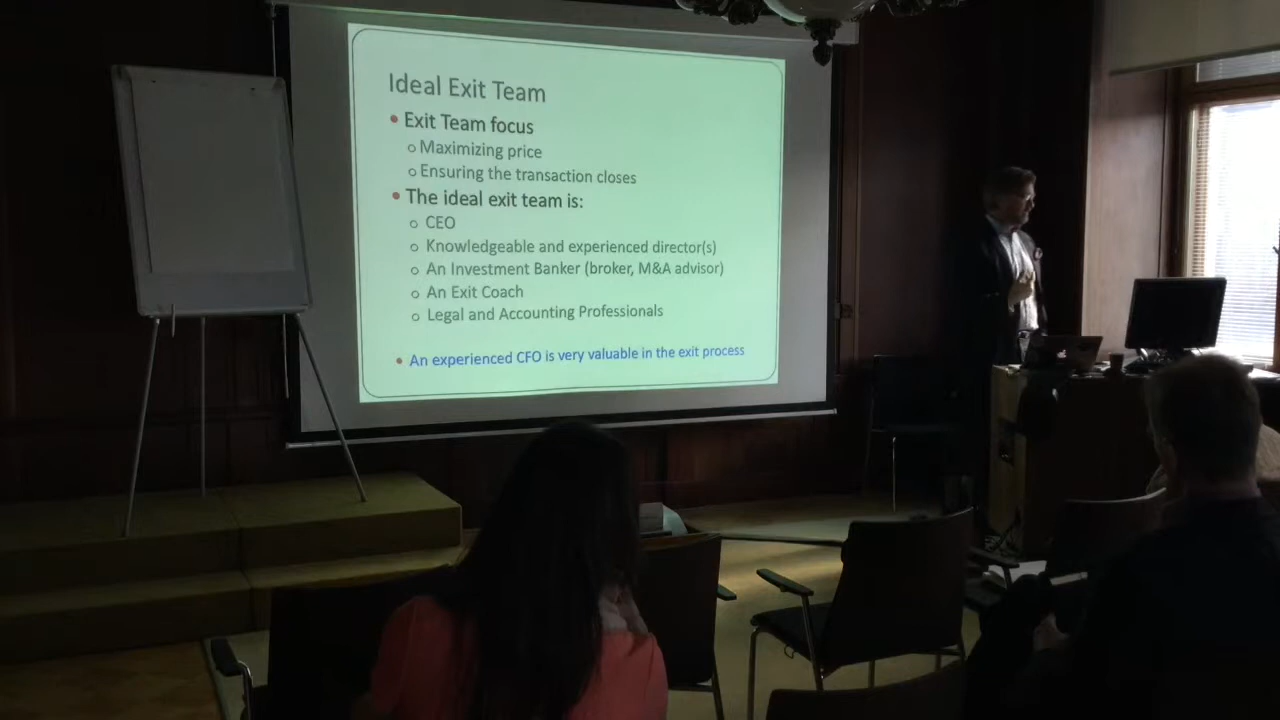 Ideal Exit Team
• Exit Team focus
o Maximizing price
o Ensuring the transaction closes
• The ideal exit team is:
o CEO
o Knowledgeable and experienced director(s)
o An Investment Banker (broker, M&A advisor)
o An Exit Coach
o Legal and Accounting Professionals
• An experienced CFO is very valuable in the exit process